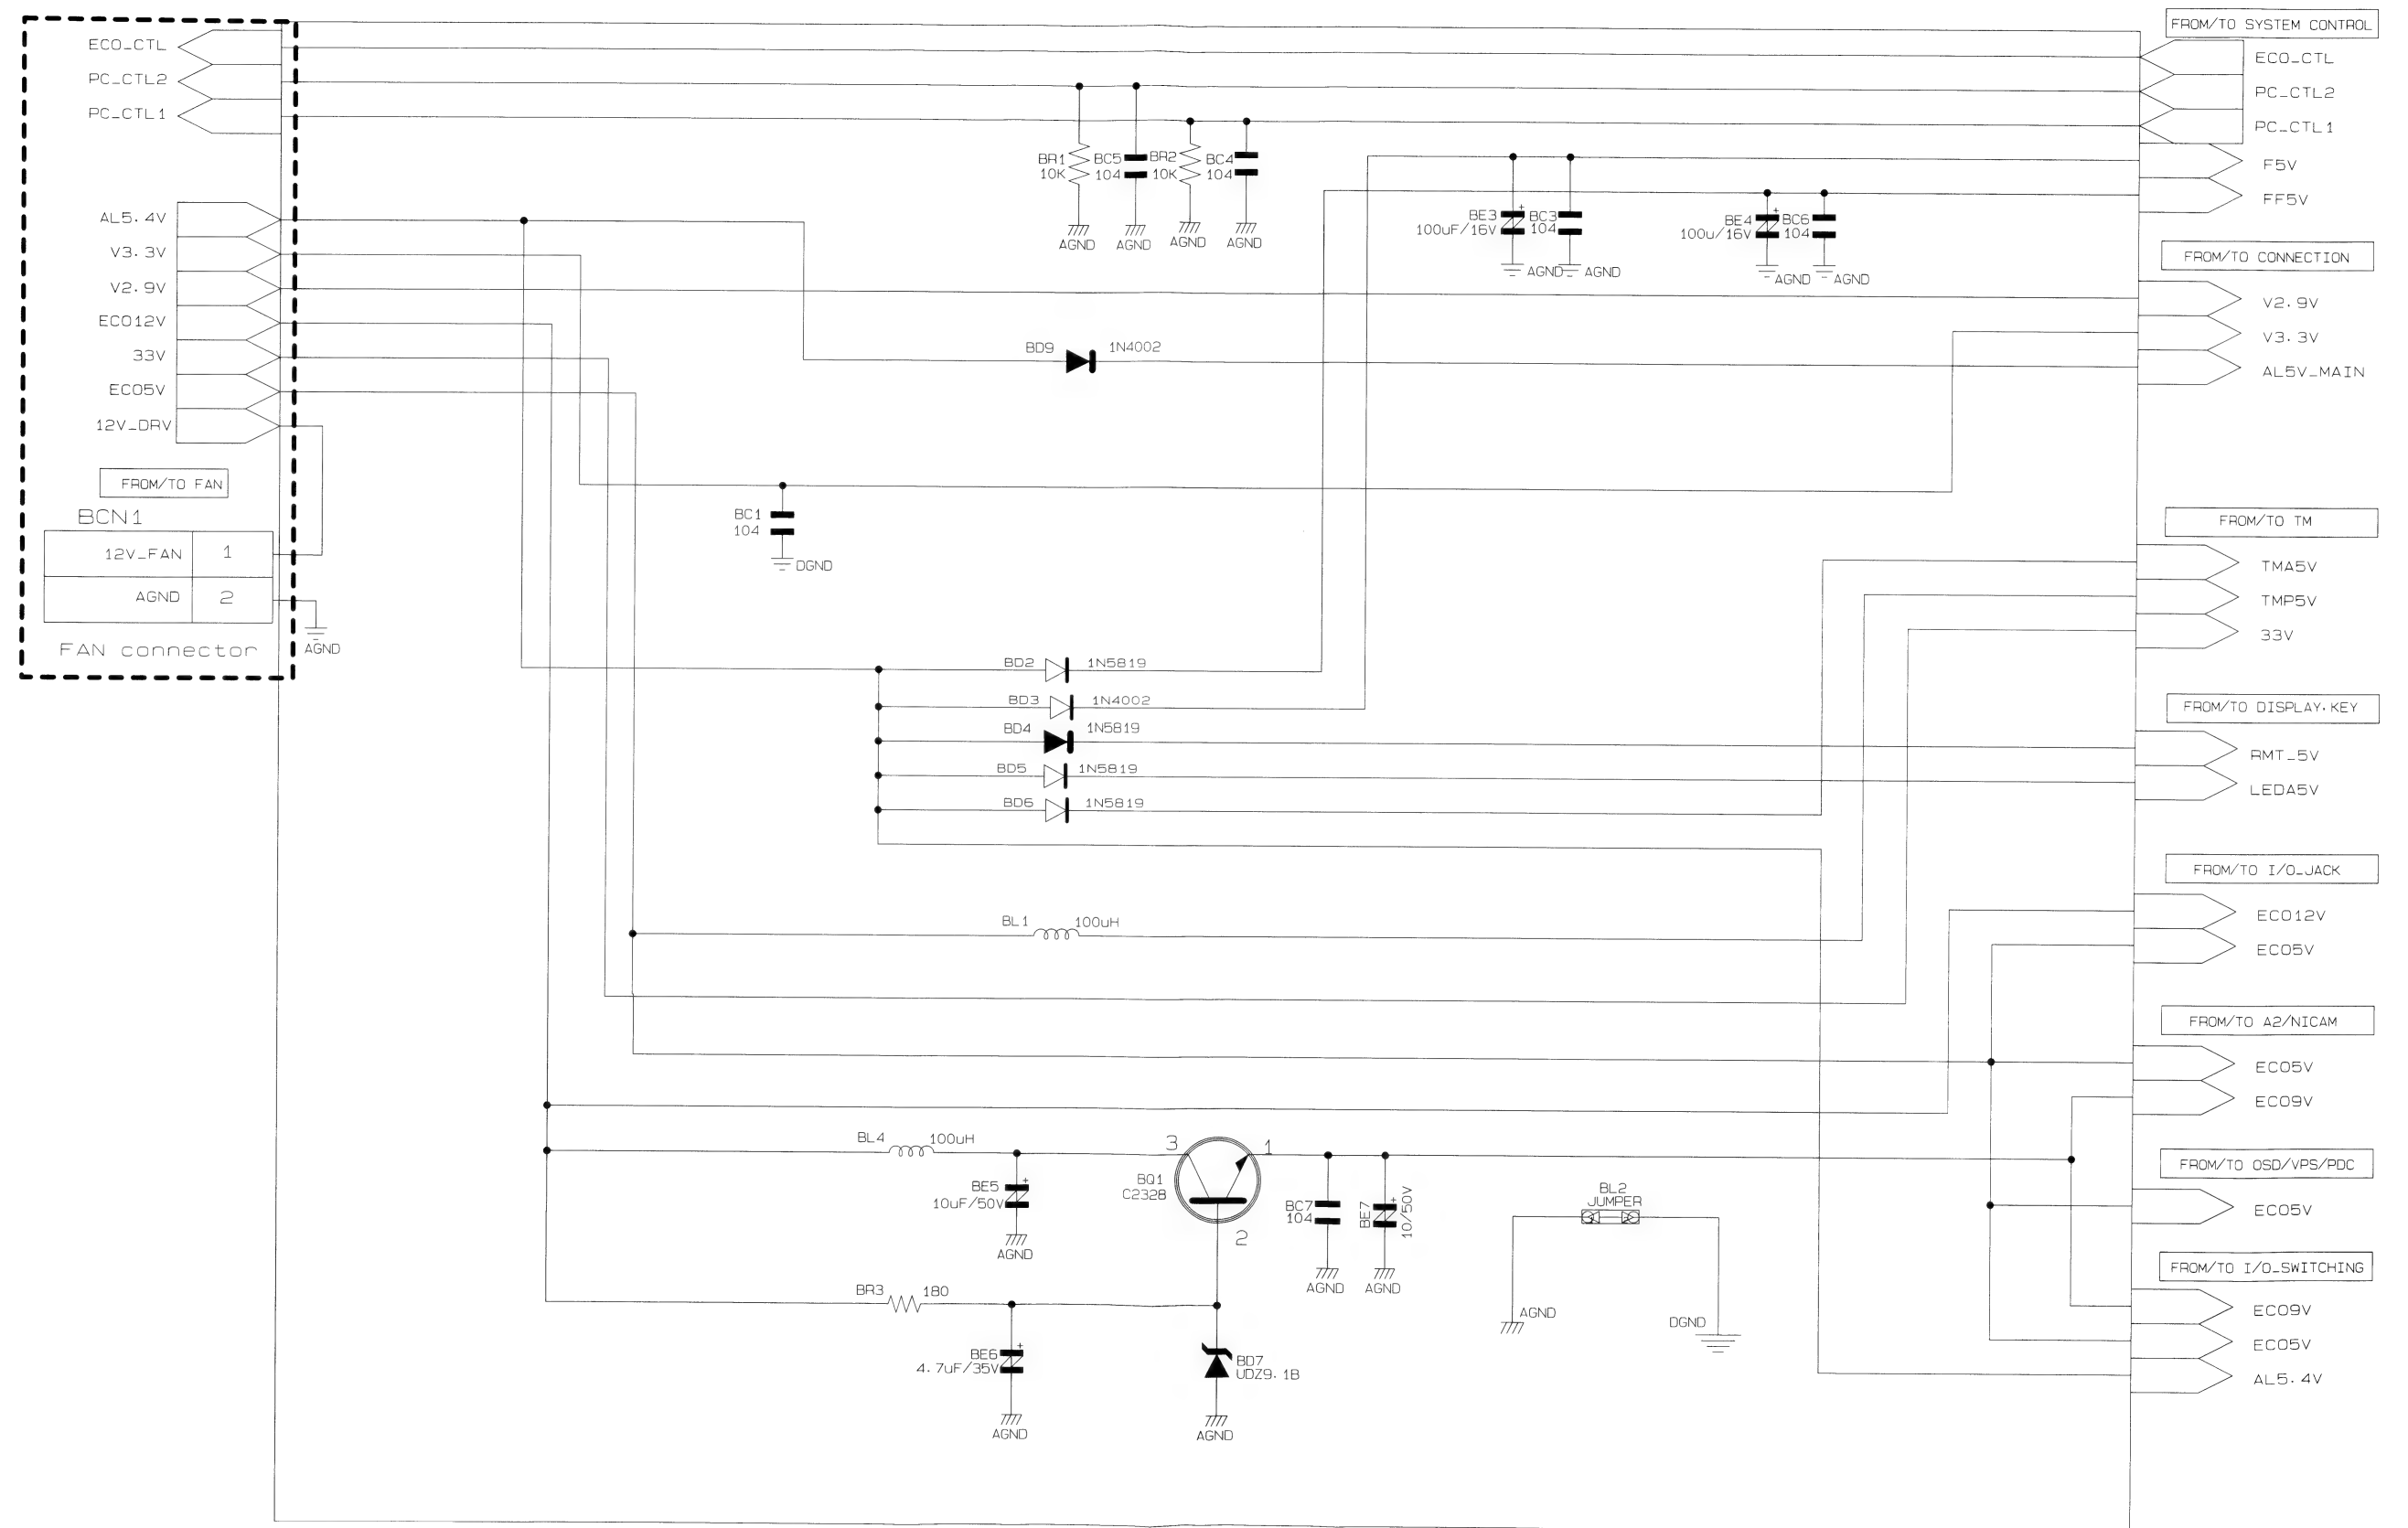 ECO_CTL
PC_CTL2
PC_CTL1
AL5.4V
V3.3V
V2.9V
ECO12V
33V
ECO5V
12V_DRV
FROM/TO FAN
BCN1
12V_FAN 1
AGND 2
FAN connector
AGND
BR1
10K
BC5
104
BR2
10K
BC4
104
AGND
AGND
AGND
AGND
BE3
100uF/16V
BC3
104
AGND
AGND
BE4
100u/16V
BC6
104
AGND
AGND
BD9 1N4002
BC1
104
DGND
BD2 1N5819
BD3 1N4002
BD4 1N5819
BD5 1N5819
BD6 1N5819
BL1 100uH
BL4 100uH
BE5
10uF/50V
+
AGND
3
1
2
BQ1
C2328
BC7
104
AGND
BE7
10/50V
+
AGND
BL2
JUMPER
AGND
DGND
BR3 180
BE6
4.7uF/35V
+
AGND
BD7
UDZ9.1B
AGND
FROM/TO SYSTEM CONTROL
ECO_CTL
PC_CTL2
PC_CTL1
F5V
FF5V
FROM/TO CONNECTION
V2.9V
V3.3V
AL5V_MAIN
FROM/TO TM
TMA5V
TMP5V
33V
FROM/TO DISPLAY.KEY
RMT_5V
LEDA5V
FROM/TO I/O_JACK
ECO12V
ECO5V
FROM/TO A2/NICAM
ECO5V
ECO9V
FROM/TO OSD/VPS/PDC
ECO5V
FROM/TO I/O_SWITCHING
ECO9V
ECO5V
AL5.4V